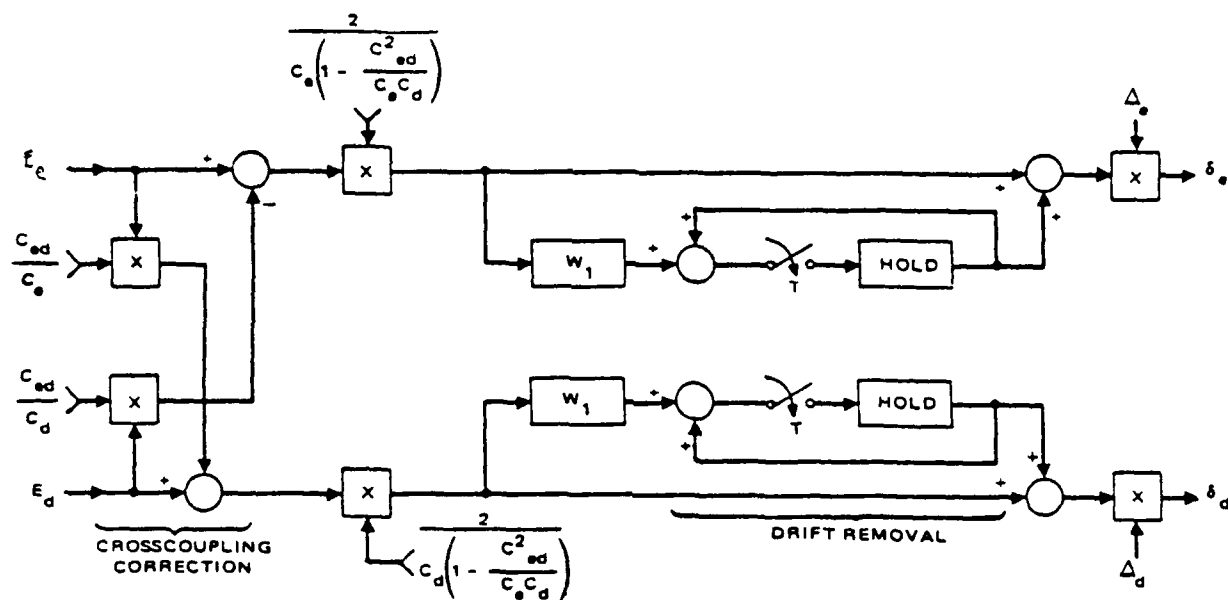 2
C_e(1 - C²_ed / C_e C_d)
Δ_e
E_e
+
-
X
+
+
X
δ_e
C_ed / C_e
X
W_1
+
+
T
HOLD
C_ed / C_d
X
W_1
+
+
T
HOLD
+
E_d
+
X
+
X
δ_d
CROSSCOUPLING
CORRECTION
2
C_d(1 - C²_ed / C_e C_d)
DRIFT REMOVAL
Δ_d